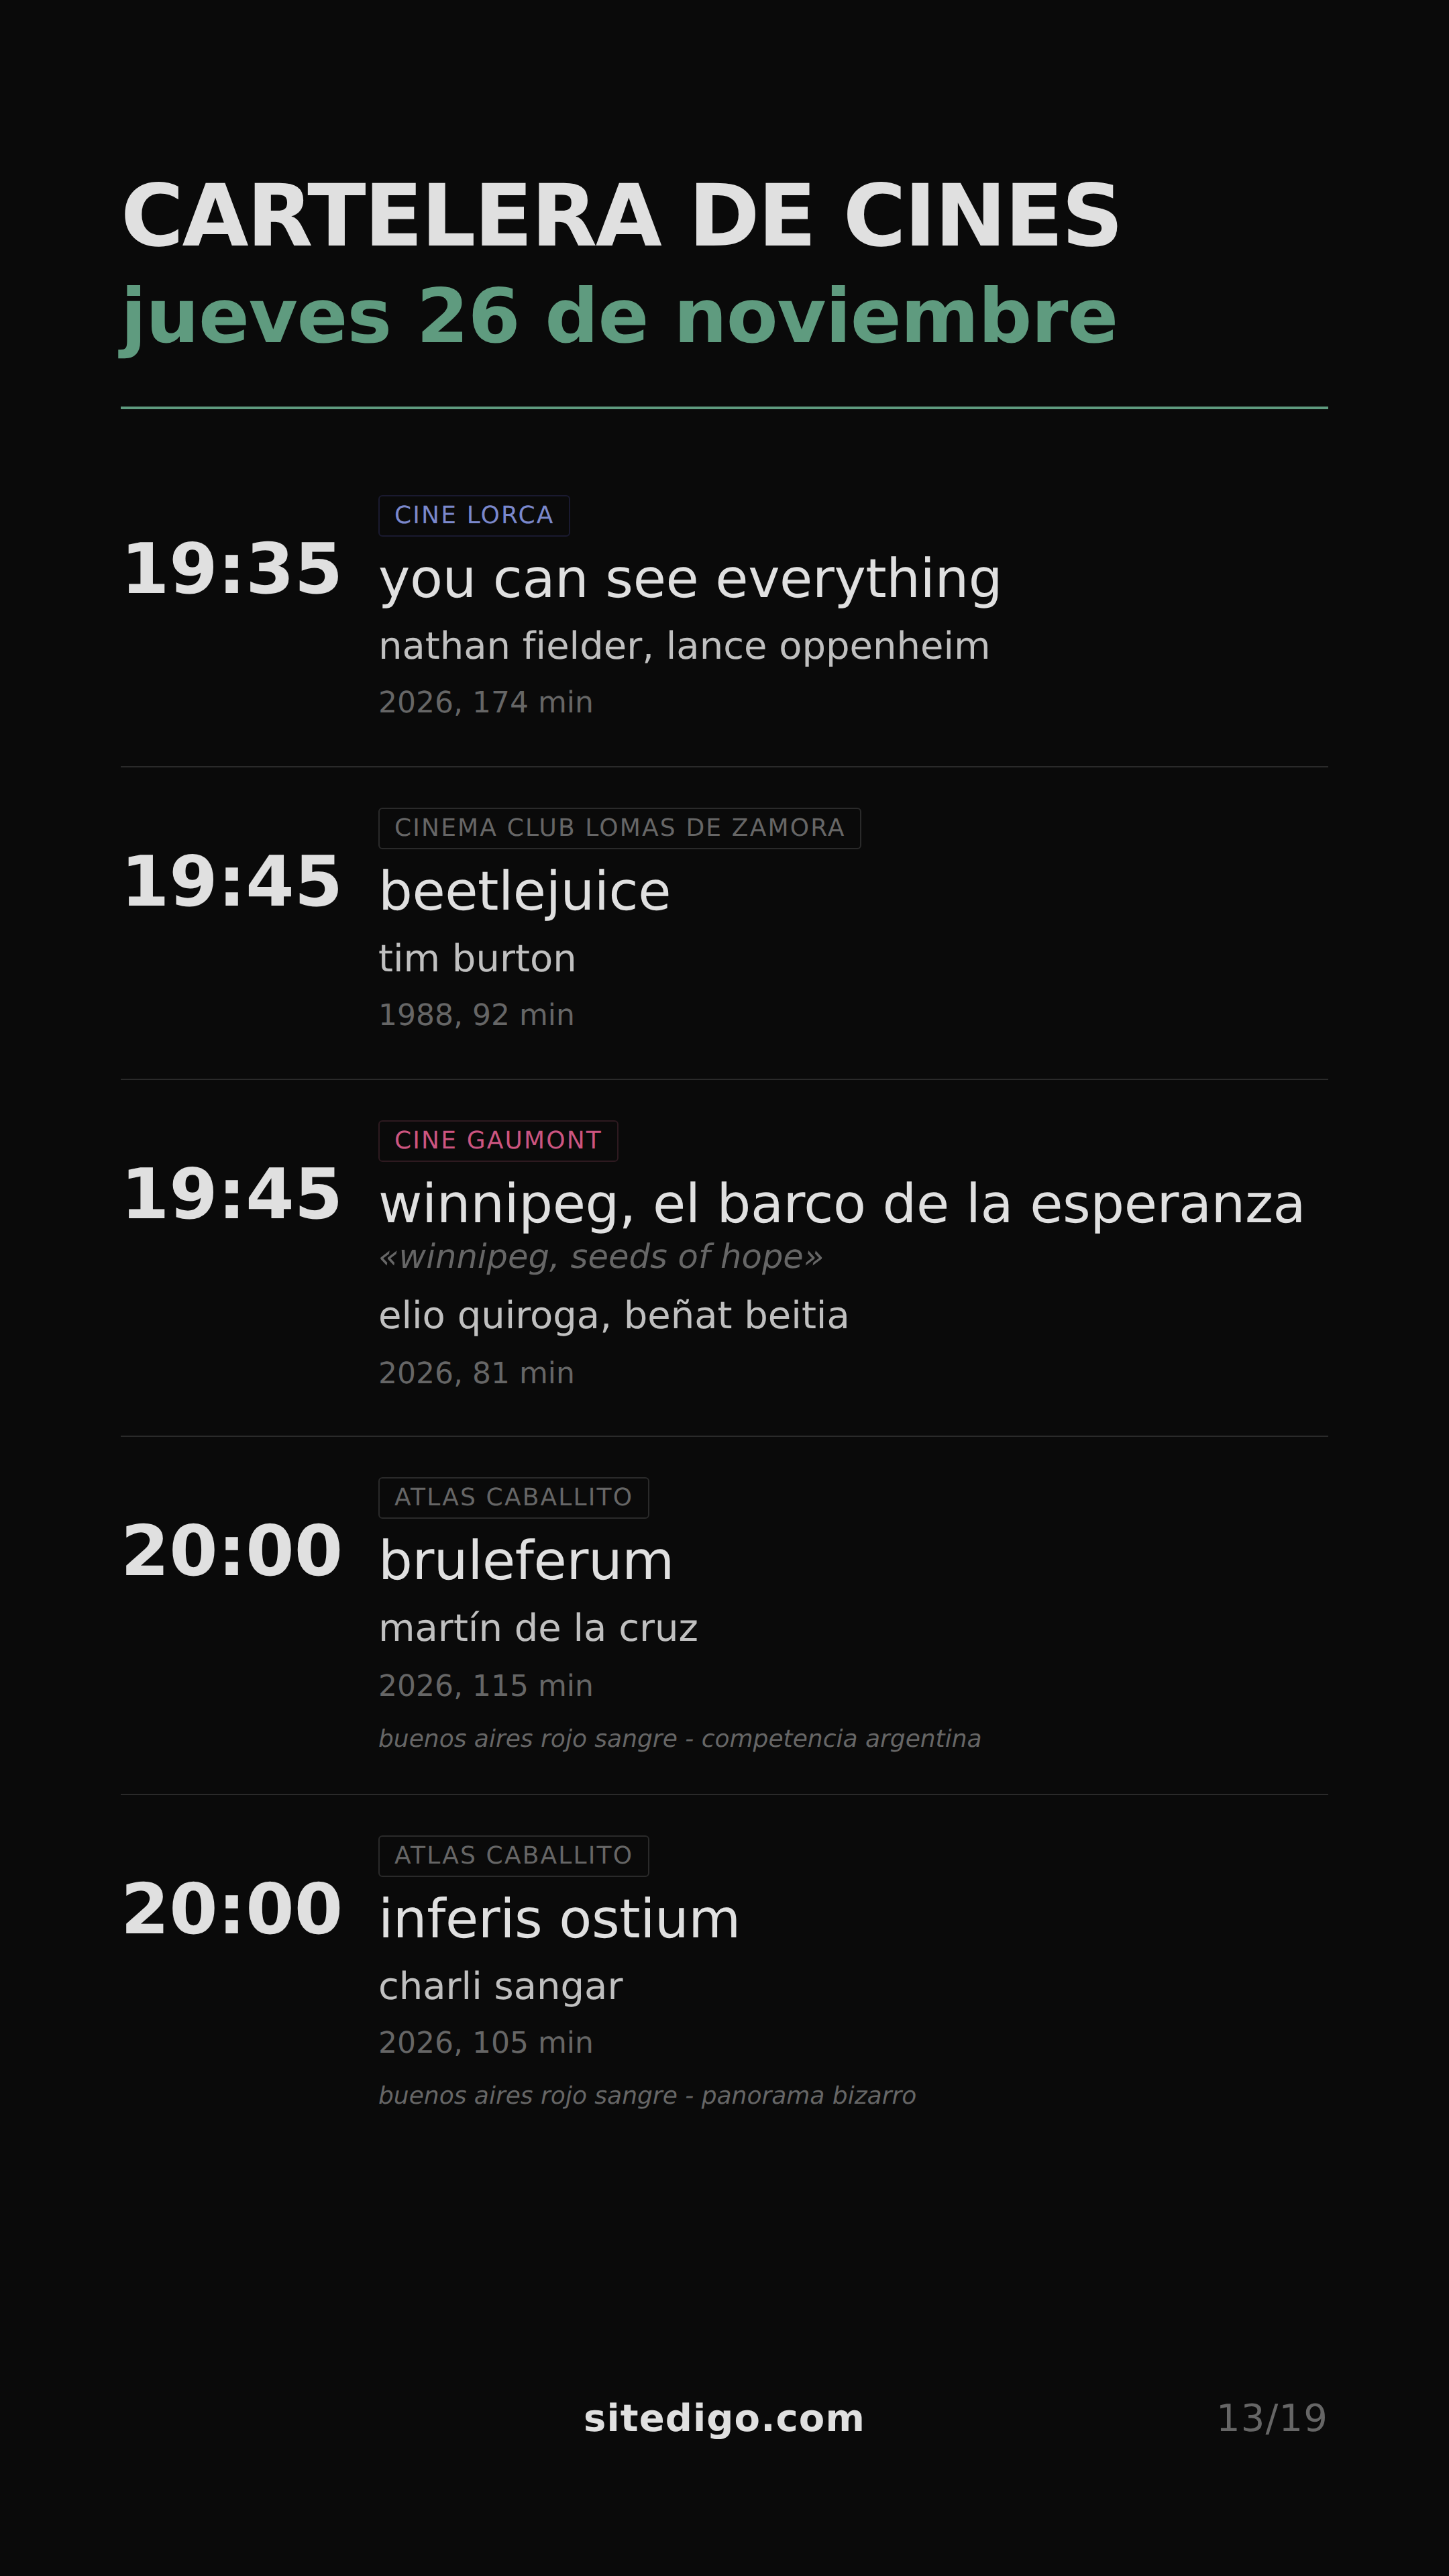 CARTELERA DE CINES
jueves 26 de noviembre
CINE LORCA
19:35
you can see everything
nathan fielder, lance oppenheim
2026, 174 min
CINEMA CLUB LOMAS DE ZAMORA
19:45
beetlejuice
tim burton
1988, 92 min
CINE GAUMONT
19:45
winnipeg, el barco de la esperanza
«winnipeg, seeds of hope»
elio quiroga, beñat beitia
2026, 81 min
ATLAS CABALLITO
20:00
bruleferum
martín de la cruz
2026, 115 min
buenos aires rojo sangre - competencia argentina
ATLAS CABALLITO
20:00
inferis ostium
charli sangar
2026, 105 min
buenos aires rojo sangre - panorama bizarro
sitedigo.com
13/19